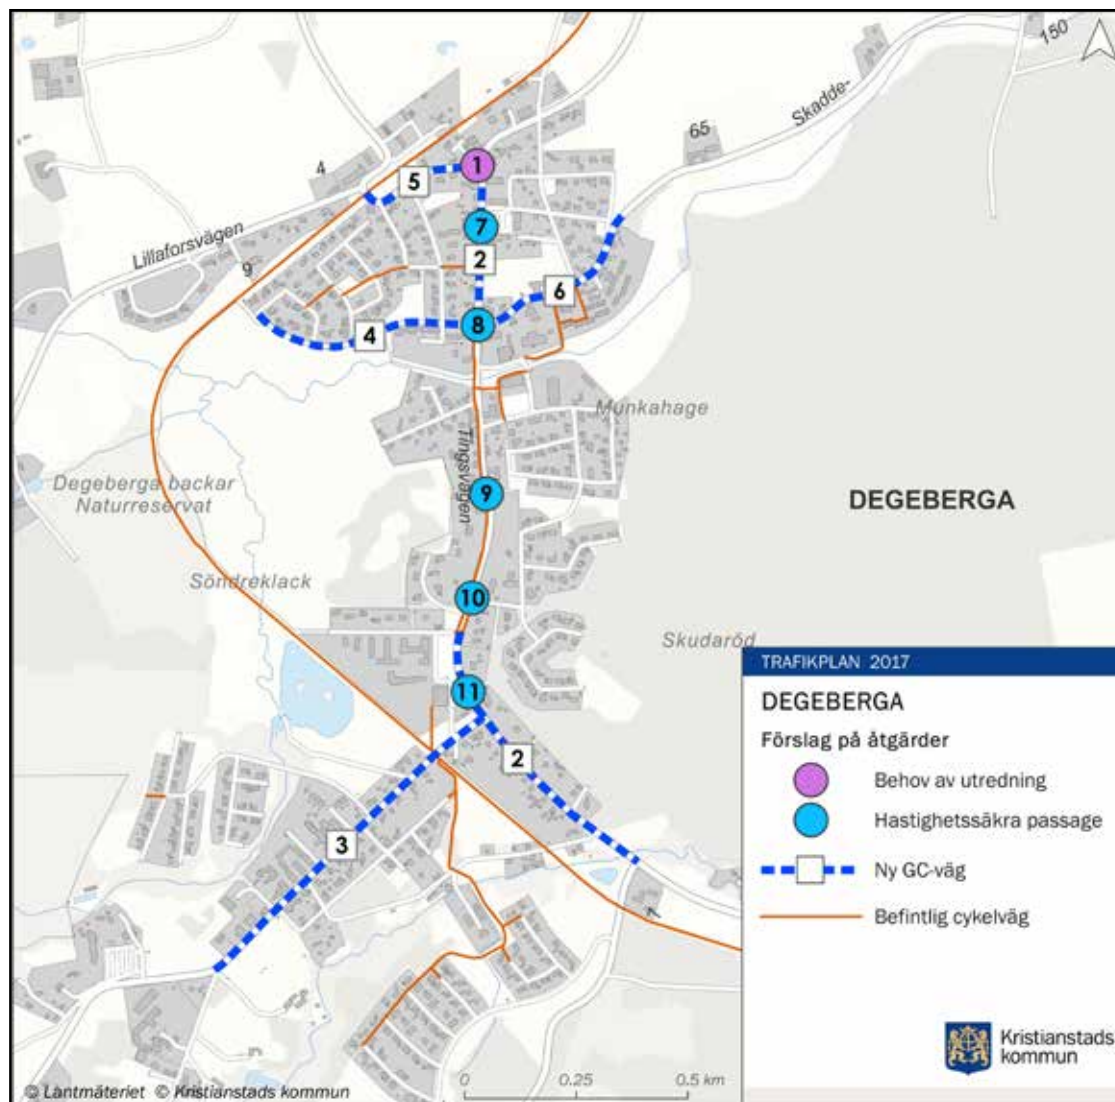 150
Skadde-
65
1
4
5
7
Lillaforsvägen
2
9
6
8
4
Munkahage
Tingsvägen
Degeberga backar
Naturreservat
9
DEGEBERGA
Söndreklack
10
Skudaröd
11
2
3
TRAFIKPLAN 2017
DEGEBERGA
Förslag på åtgärder
Behov av utredning
Hastighetssäkra passage
Ny GC-väg
Befintlig cykelväg
Kristianstads
kommun
© Lantmäteriet © Kristianstads kommun
0 0.25 0.5 km